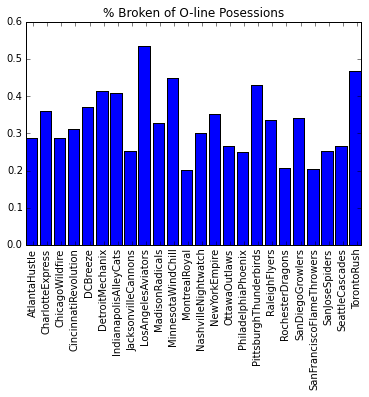 % Broken of O-line Posessions
0.6
0.5
0.4
0.3
0.2
0.1
0.0
AtlantaHustle
CharlotteExpress
ChicagoWildfire
CincinnatiRevolution
DCBreeze
DetroitMechanix
IndianapolisAlleyCats
JacksonvilleCannons
LosAngelesAviators
MadisonRadicals
MinnesotaWindChill
MontrealRoyal
NashvilleNightwatch
NewYorkEmpire
OttawaOutlaws
PhiladelphiaPhoenix
PittsburghThunderbirds
RaleighFlyers
RochesterDragons
SanDiegoGrowlers
SanFranciscoFlameThrowers
SanJoseSpiders
SeattleCascades
TorontoRush